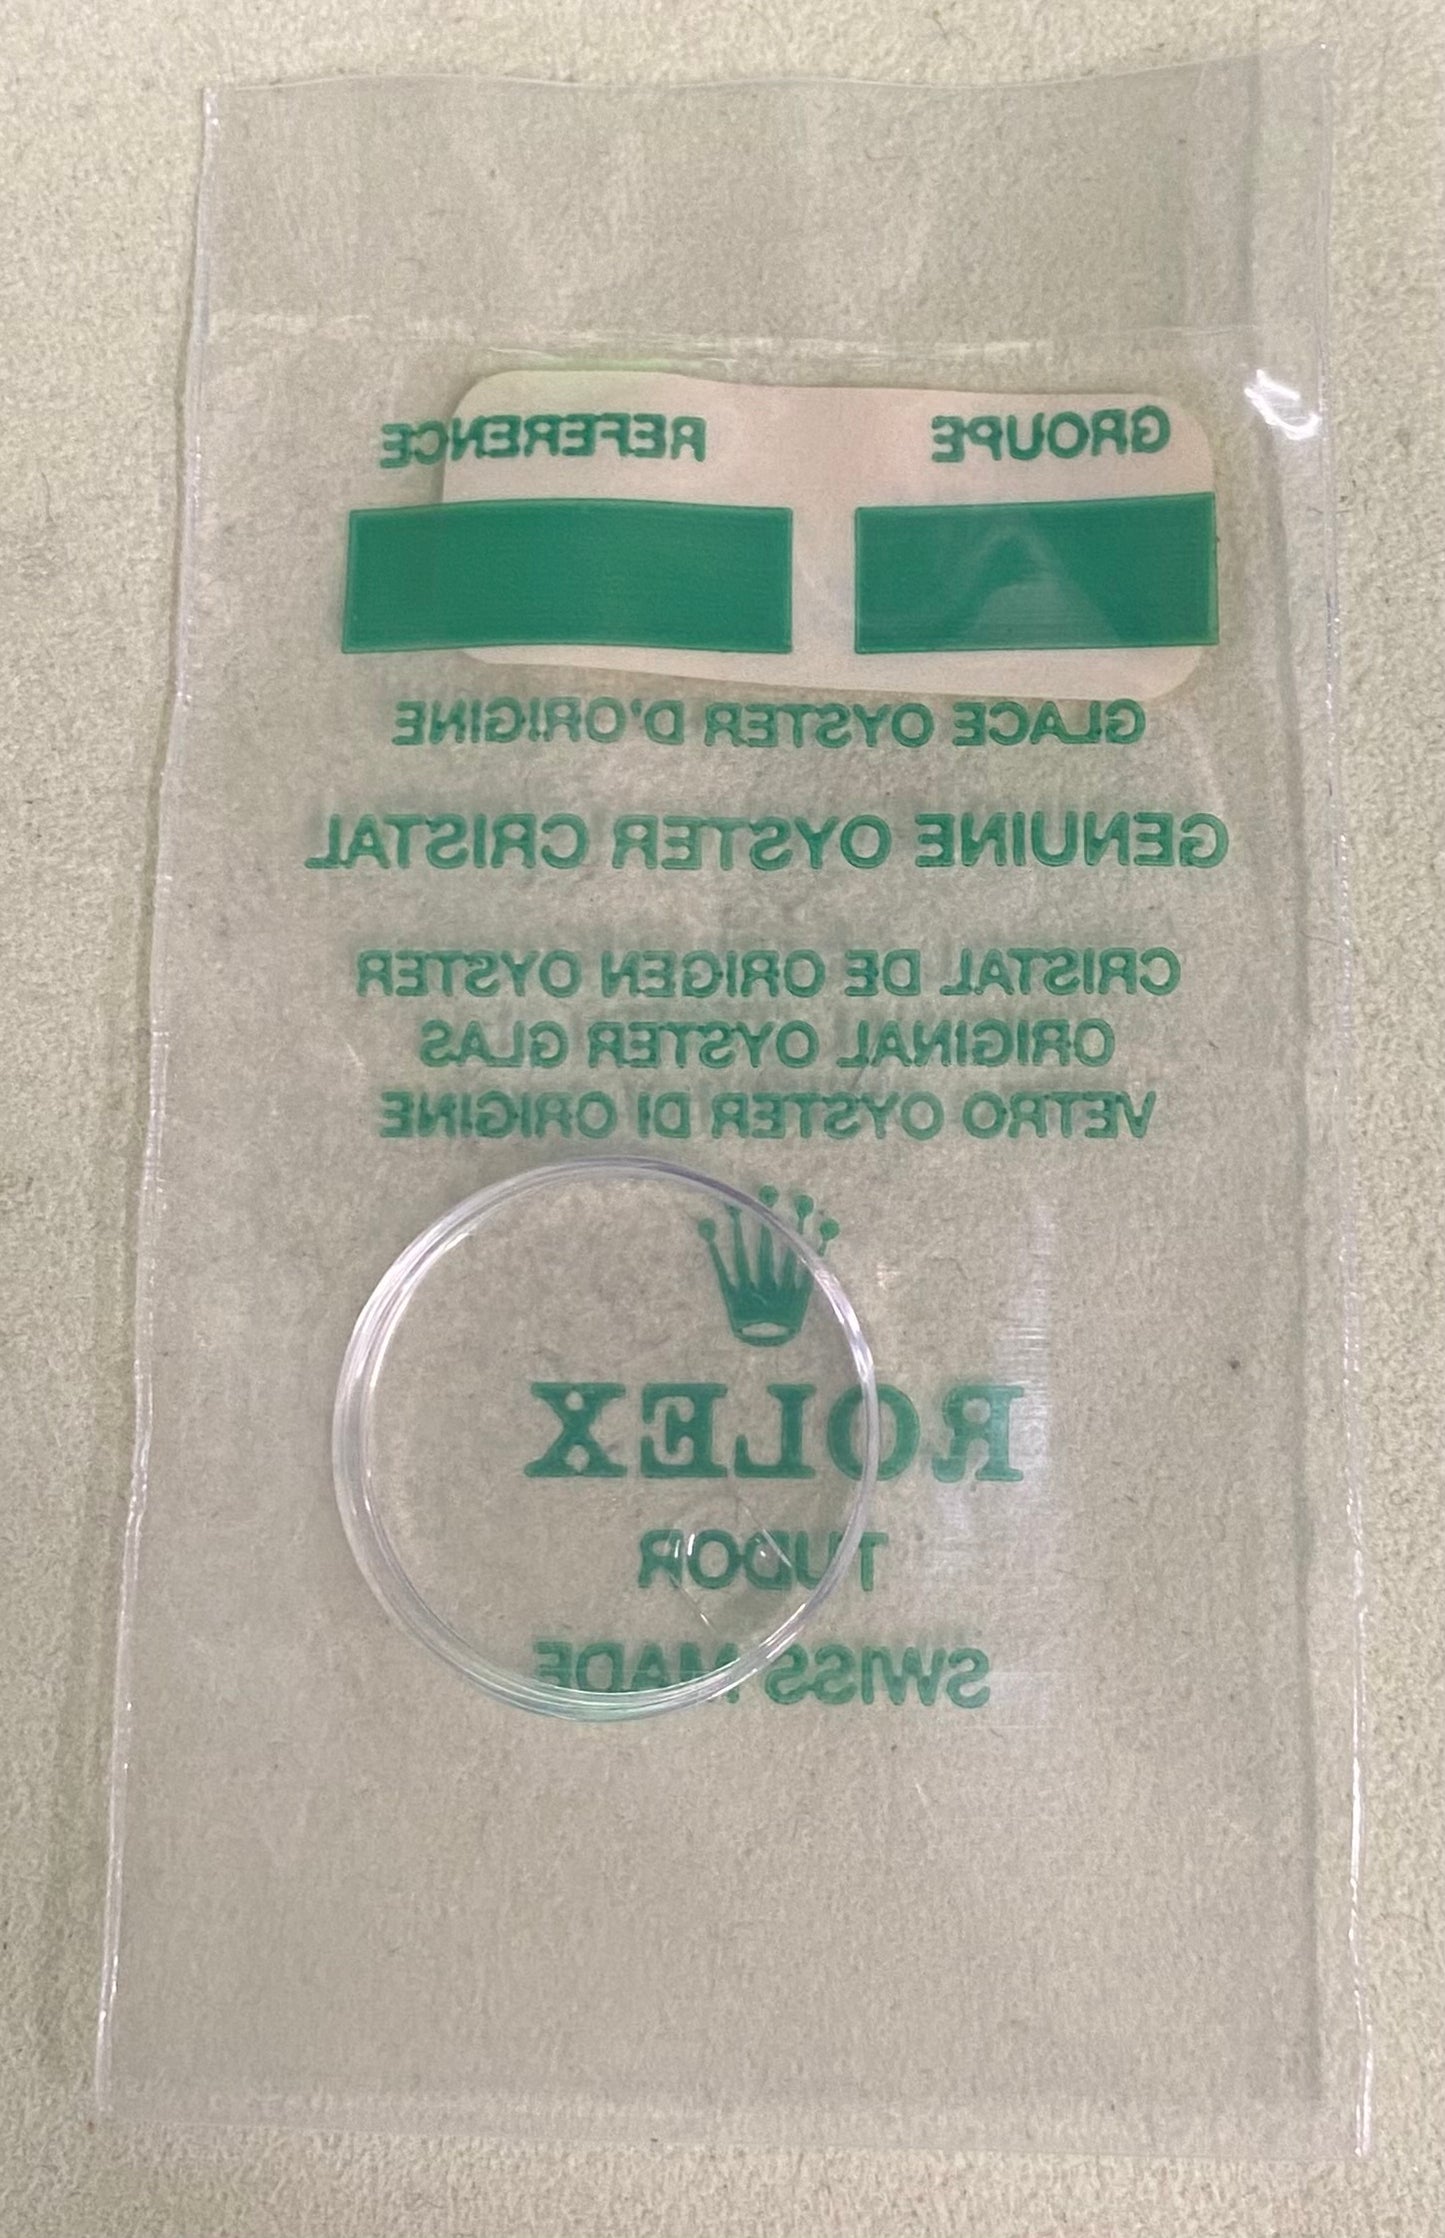 GROUPE REFERENCE
GLACE OYSTER D'ORIGINE
GENUINE OYSTER CRISTAL
CRISTAL DE ORIGEN OYSTER
ORIGINAL OYSTER GLAS
VETRO OYSTER DI ORIGINE
ROLEX
TUDOR
SWISS MADE